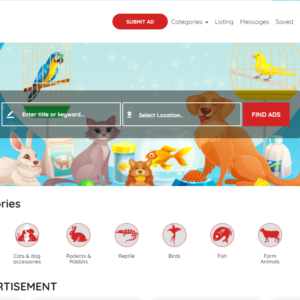 SUBMIT AD Categories Listing Messages Saved
Enter title or keyword... Select Location.. FIND ADS
ories
Cats & dog accessories
Rodents & Rabbits
Reptile
Birds
Fish
Farm Animals
RTISEMENT